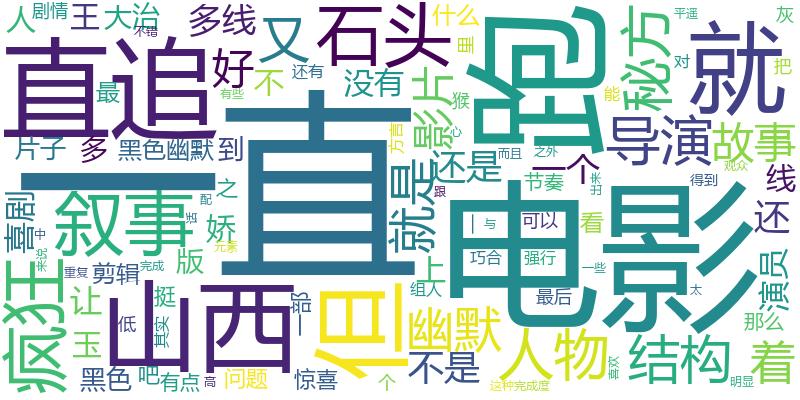 人
剧情
王
大治
不错
多线
又
石头
什么
里
跑
秘方
平遥
对
灰
把
就
直追
好
不
有些
还有
没有
影片
猴
能
最
片子
多
黑色幽默
到
一直
方言
心
还是
而且
之外
一个
导演
故事
观众
线
喜剧
中
叙事
之
配
娇
元素
就是
跟
节奏
出来
得到
还
来说
重复
剪辑
完成
版
上
电影
与
可以
看
巧合
强行
一些
演员
疯狂
让
玉
山西
低
挺
其实
一部
但
组人
最后
太
那么
幽默
人物
喜欢
结构
着
黑色
吧
有点
高
问题
惊喜
个
不是
这种完成度
明显